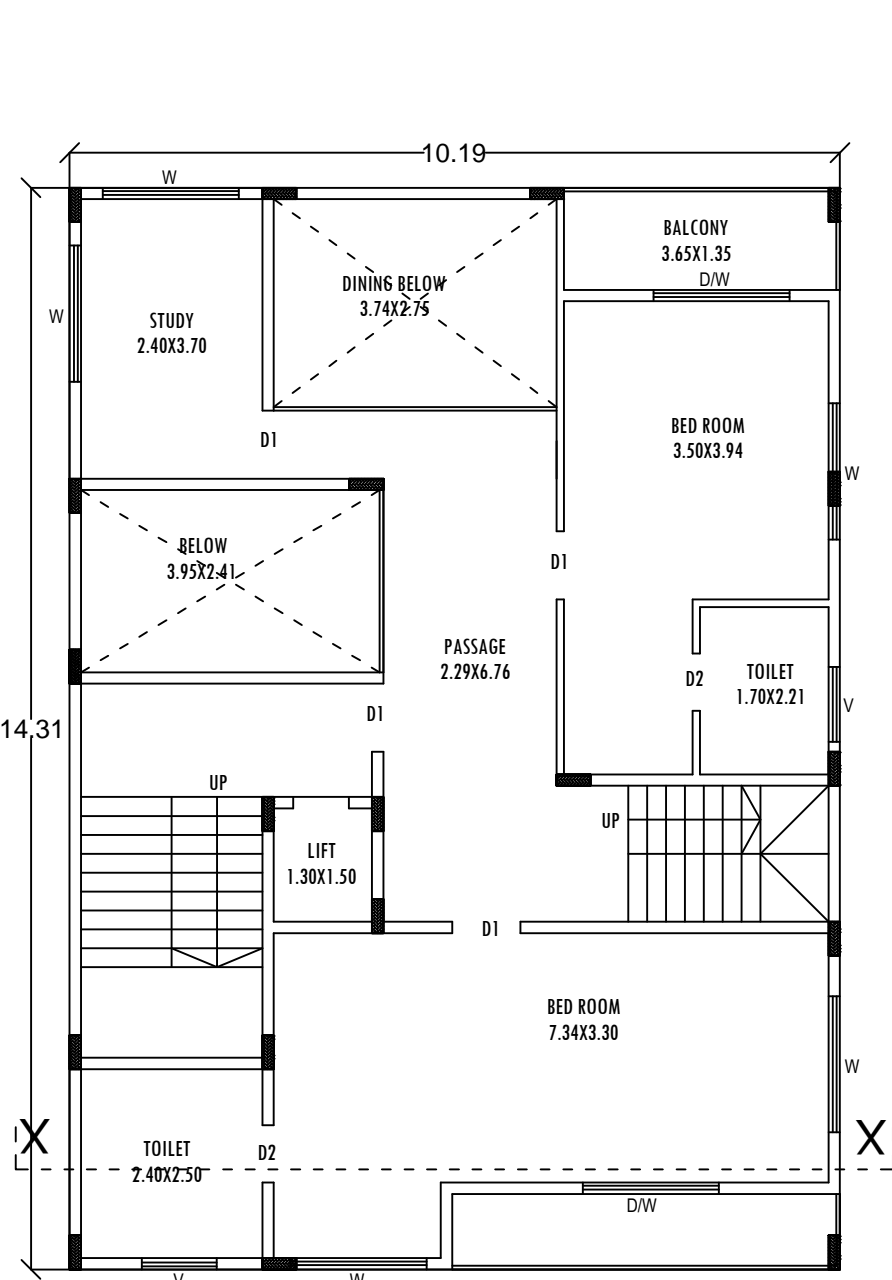 10.19
W
BALCONY
3.65X1.35
D/W
DINING BELOW
3.74X2.75
W
STUDY
2.40X3.70
BED ROOM
3.50X3.94
D1
W
BELOW
3.95X2.41
D1
PASSAGE
2.29X6.76
D2
TOILET
1.70X2.21
V
D1
14.31
UP
UP
LIFT
1.30X1.50
D1
BED ROOM
7.34X3.30
W
X
X
TOILET
2.40X2.50
D2
D/W
V
W